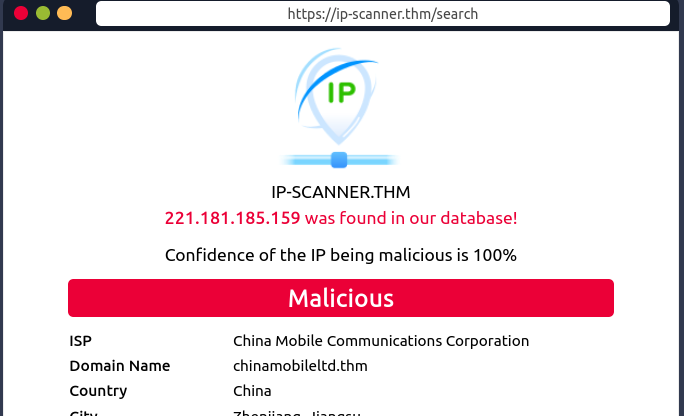 https://ip-scanner.thm/search
IP
IP-SCANNER.THM
221.181.185.159 was found in our database!
Confidence of the IP being malicious is 100%
Malicious
ISP China Mobile Communications Corporation
Domain Name chinamobileltd.thm
Country China
City Zhenjiang, Jiangsu